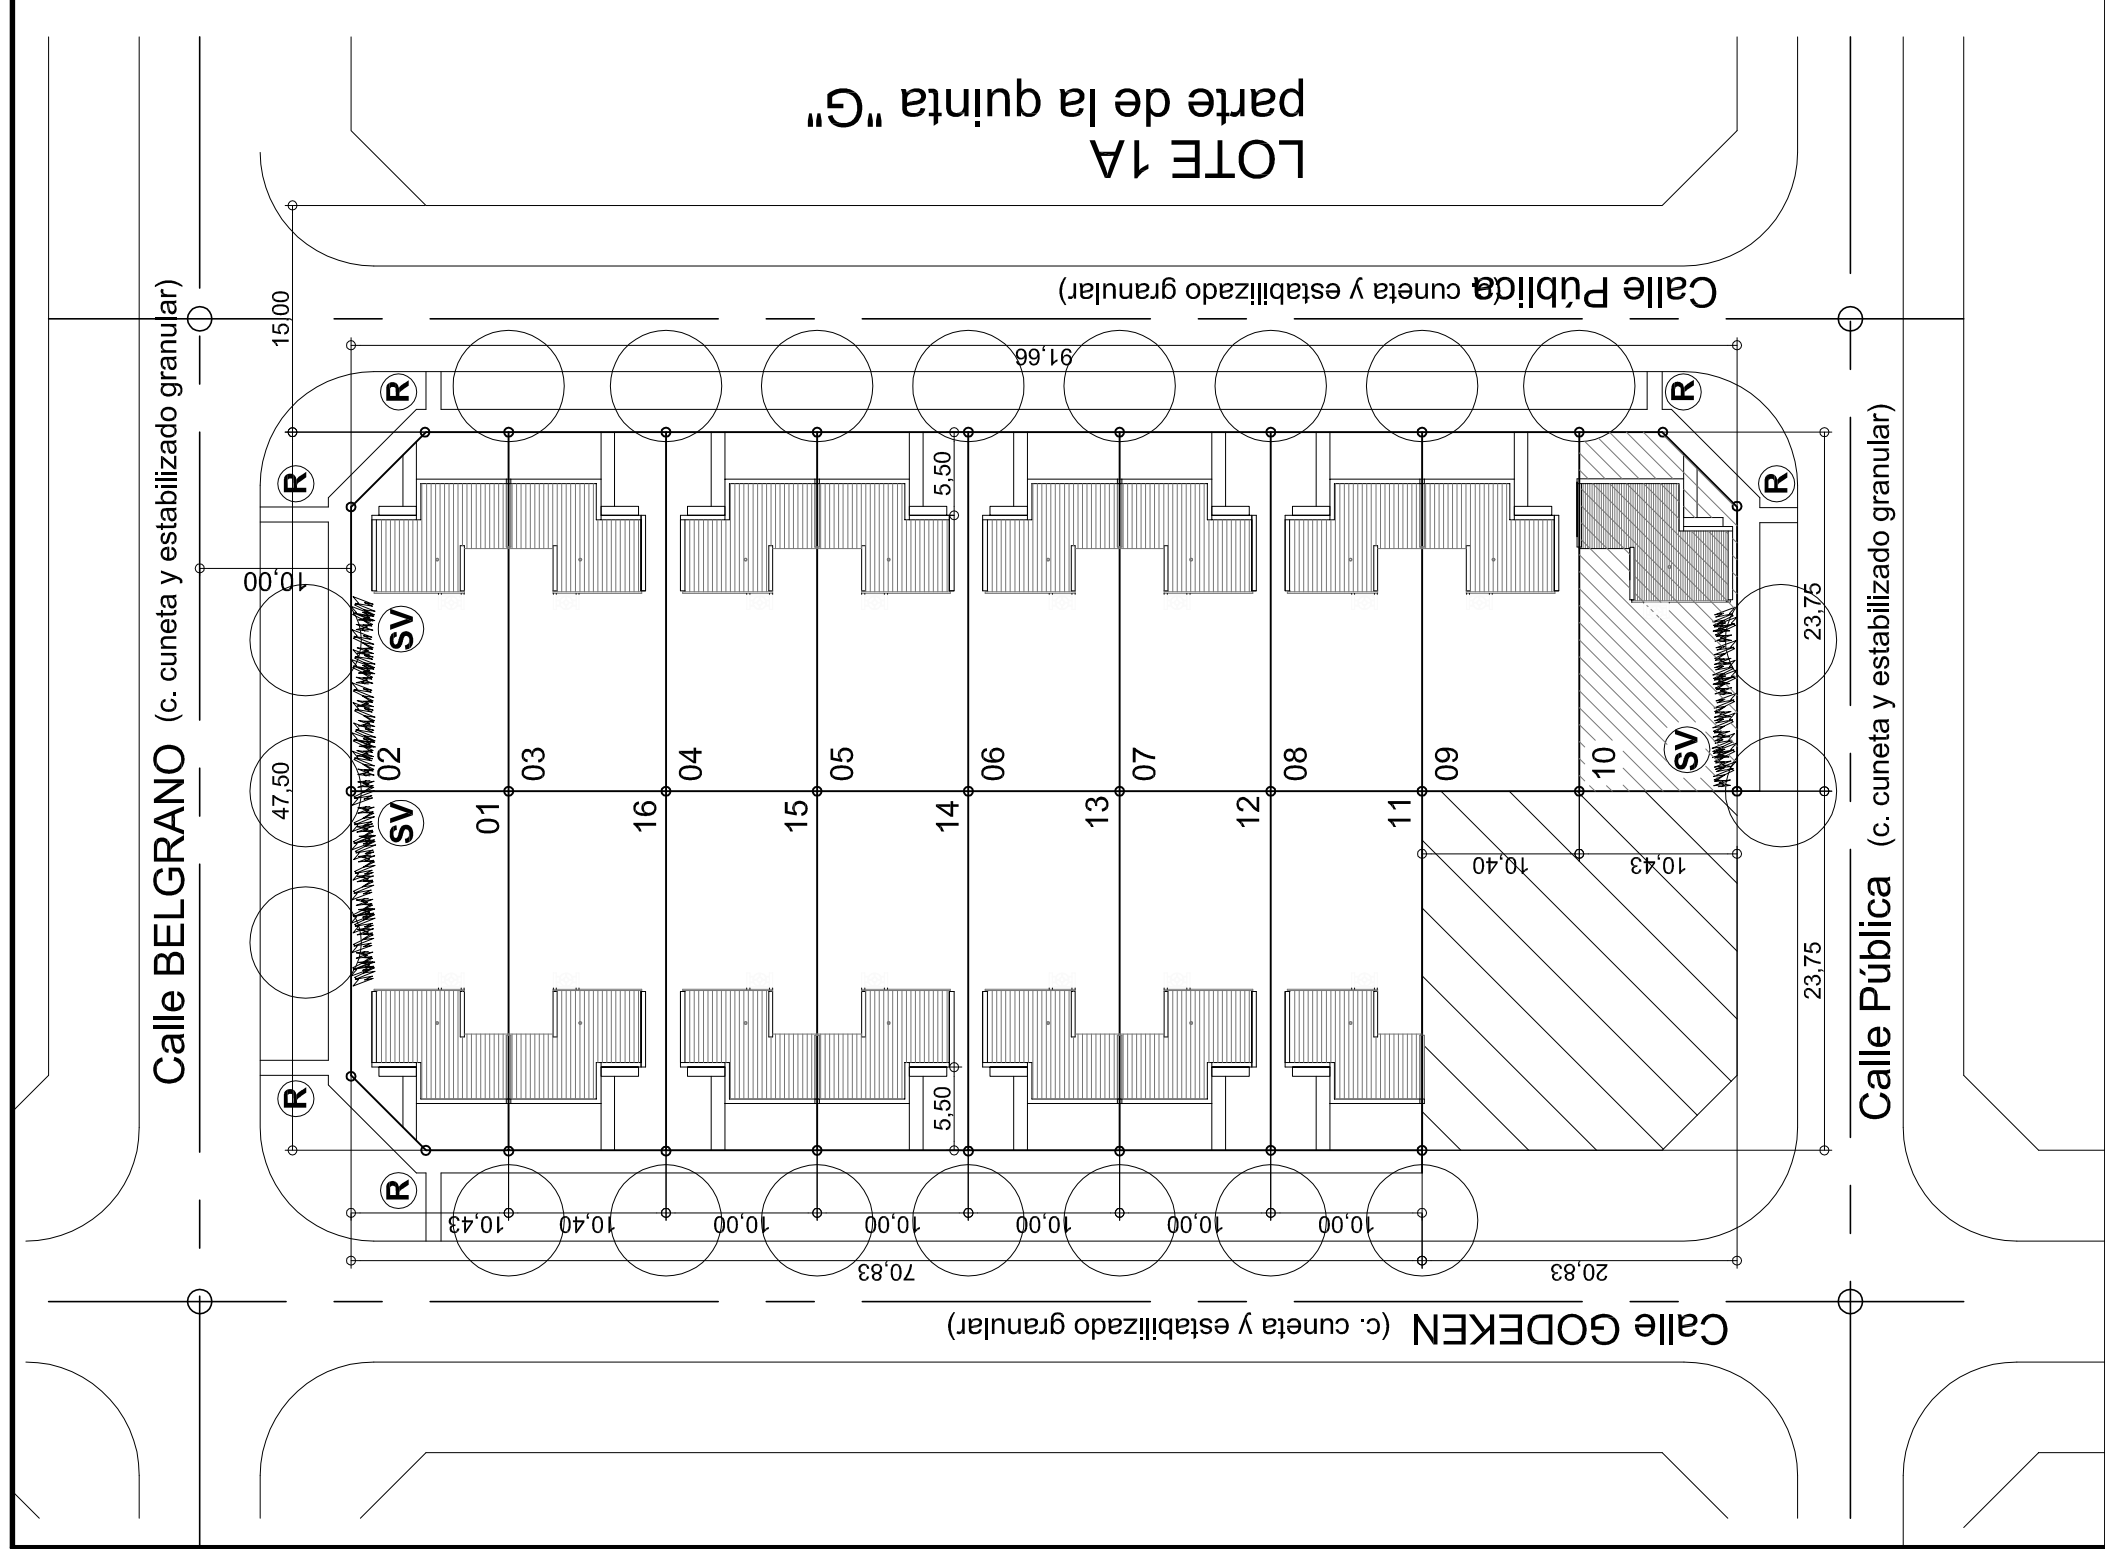 LOTE 1A
parte de la quinta "G"
Calle Pública
(c. cuneta y estabilizado granular)
Calle BELGRANO (c. cuneta y estabilizado granular)
15,00
91,66
R
R
R
R
10,00
5,50
47,50
SV
SV
02
03
04
05
06
07
08
09
10
SV
01
16
15
14
13
12
11
10,40
10,43
23,75
23,75
Calle Pública (c. cuneta y estabilizado granular)
5,50
R
R
10,43
10,40
10,00
10,00
10,00
10,00
10,00
70,83
20,83
Calle GODEKEN (c. cuneta y estabilizado granular)